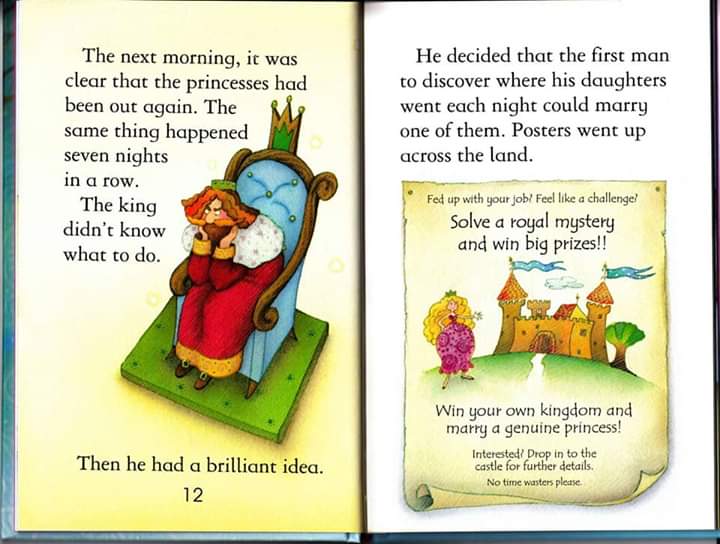 The next morning, it was
clear that the princesses had
been out again. The
same thing happened
seven nights
in a row.
The king
didn't know
what to do.
Then he had a brilliant idea.
12
He decided that the first man
to discover where his daughters
went each night could marry
one of them. Posters went up
across the land.
Fed up with your job? Feel like a challenge?
Solve a royal mystery
and win big prizes!!
Win your own kingdom and
marry a genuine princess!
Interested? Drop in to the
castle for further details.
No time wasters please.